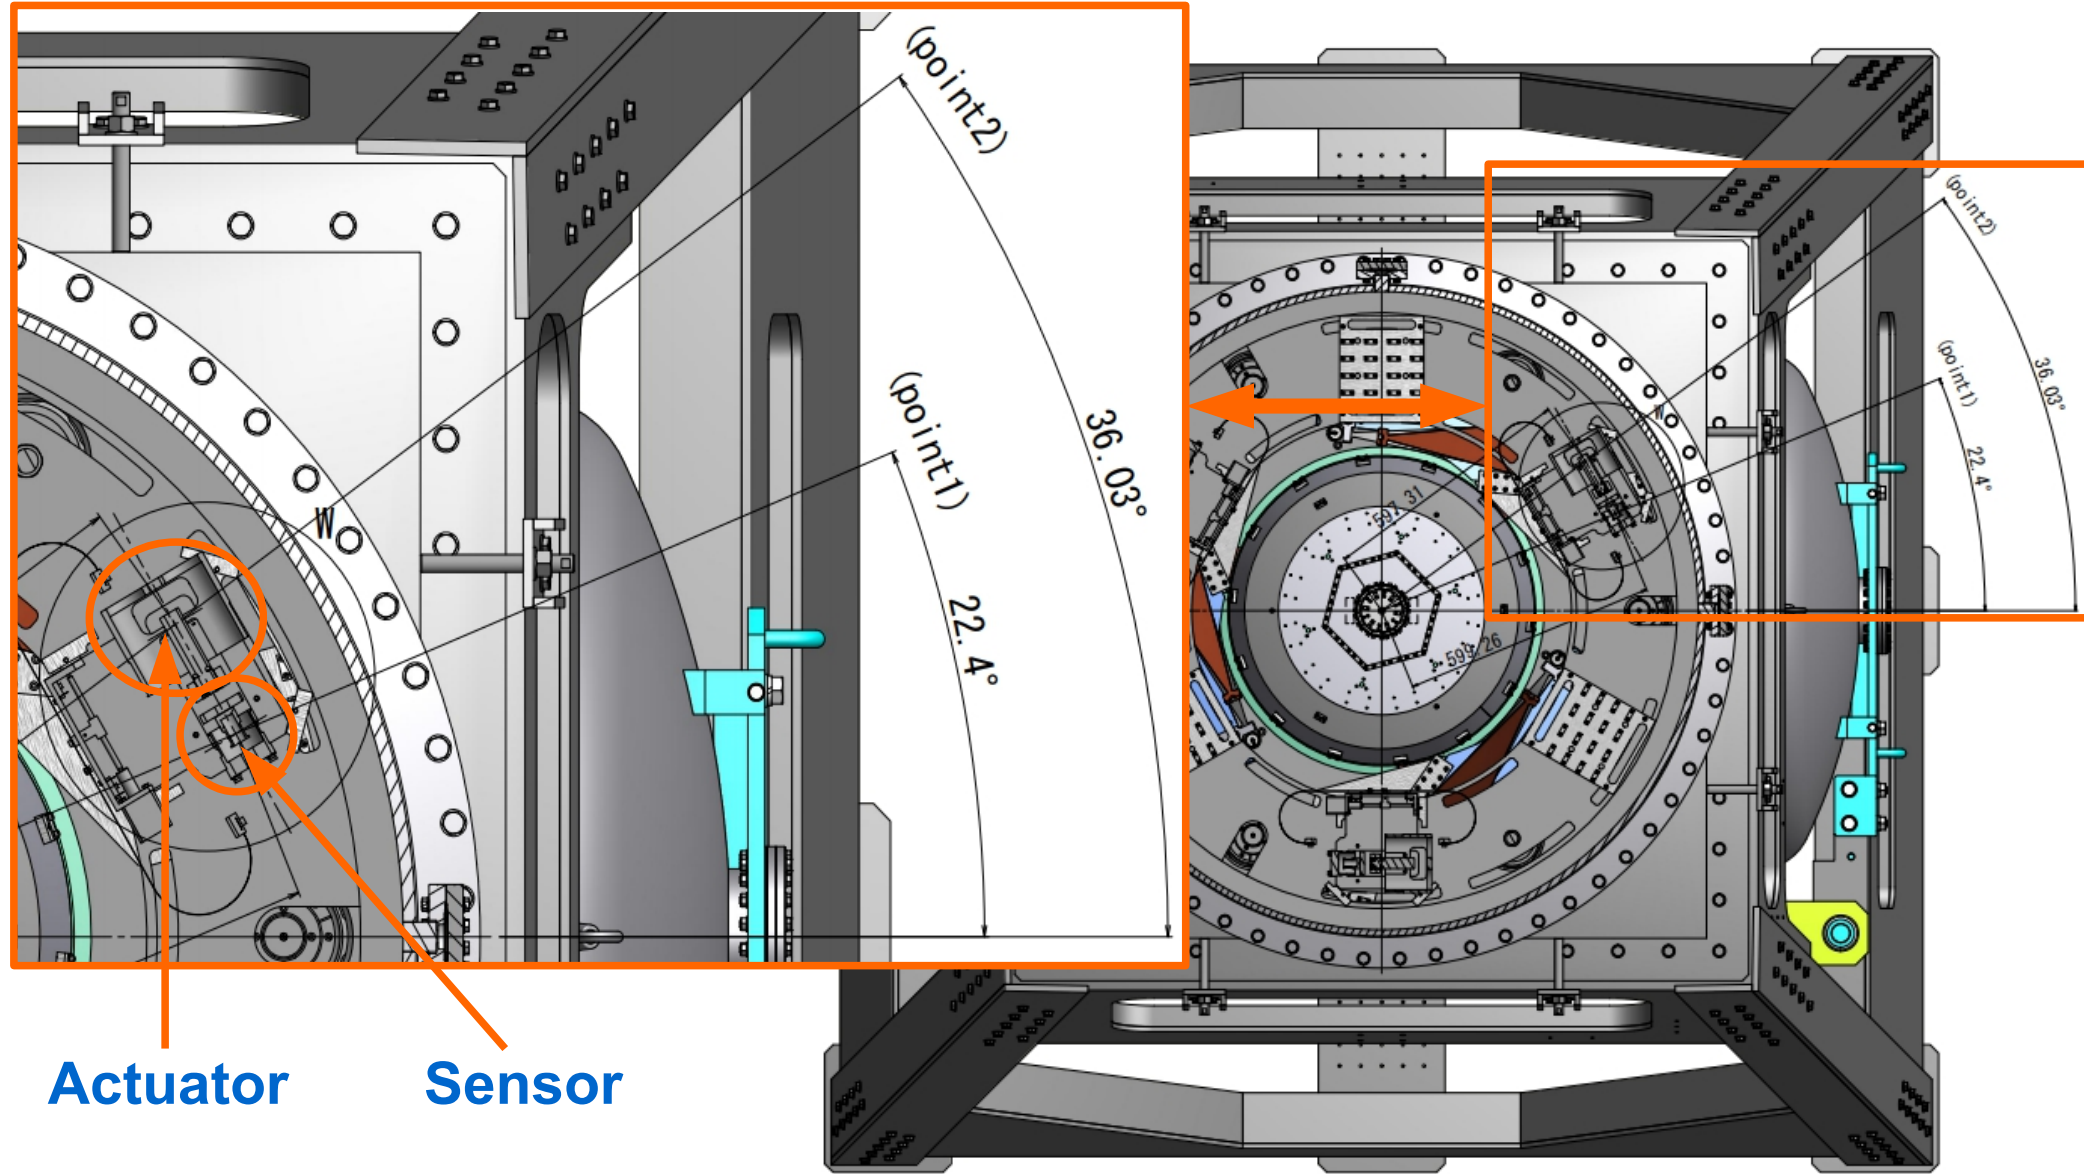 (point2)
(point1)
36.03°
22.4°
W
Actuator
Sensor
(point2)
(point1)
36.03°
22.4°
W
597.31
599.26